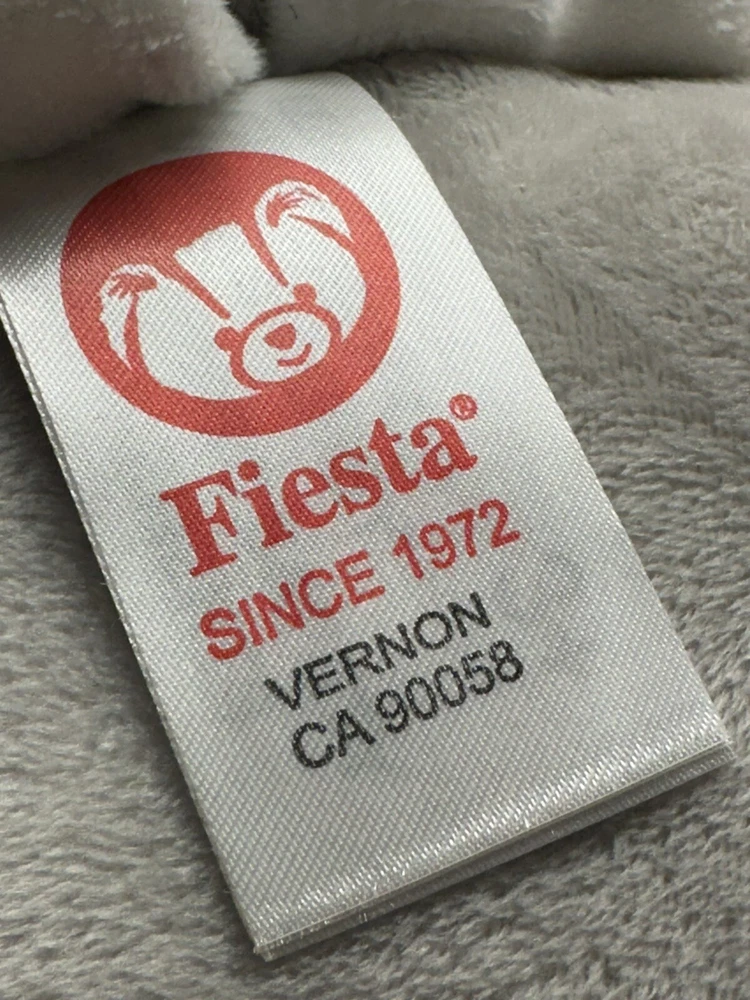 Fiesta®
SINCE 1972
VERNON
CA 90058